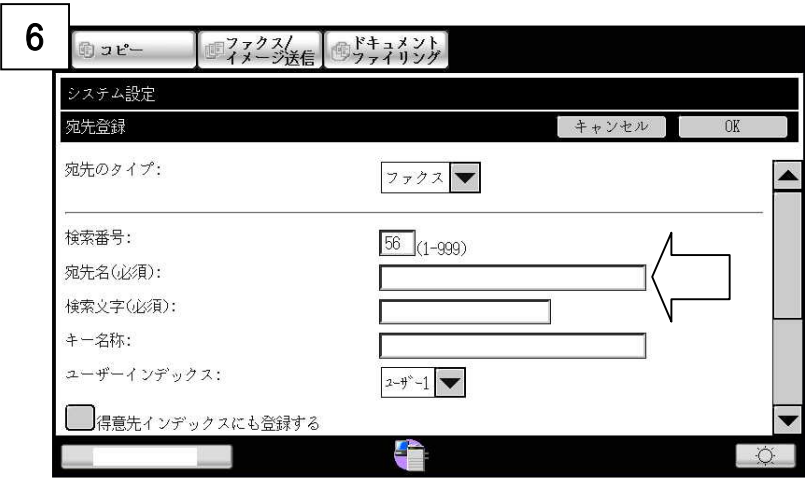 6
コピー
ファクス/
イメージ送信
ドキュメント
ファイリング
システム設定
宛先登録
キャンセル
OK
宛先のタイプ:
ファクス
検索番号:
56
(1-999)
宛先名(必須):
検索文字(必須):
キー名称:
ユーザーインデックス:
ﾕｰｻﾞｰ1
得意先インデックスにも登録する